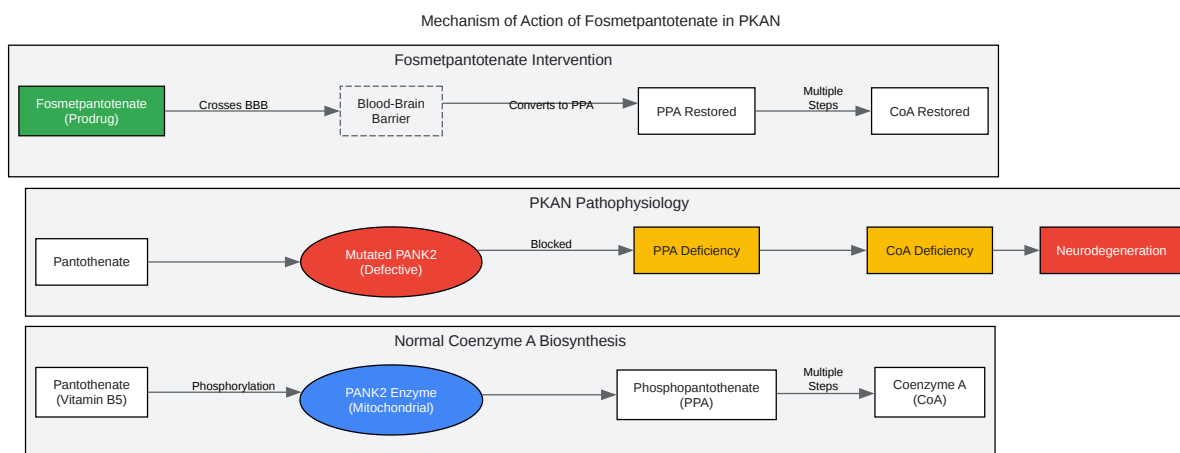 Mechanism of Action of Fosmetpantotenate in PKAN
Fosmetpantotenate Intervention
Fosmetpantotenate
(Prodrug)
Crosses BBB
Blood-Brain
Barrier
Converts to PPA
PPA Restored
Multiple
Steps
CoA Restored
PKAN Pathophysiology
Pantothenate
Mutated PANK2
(Defective)
Blocked
PPA Deficiency
CoA Deficiency
Neurodegeneration
Normal Coenzyme A Biosynthesis
Pantothenate
(Vitamin B5)
Phosphorylation
PANK2 Enzyme
(Mitochondrial)
Phosphopantothenate
(PPA)
Multiple
Steps
Coenzyme A
(CoA)